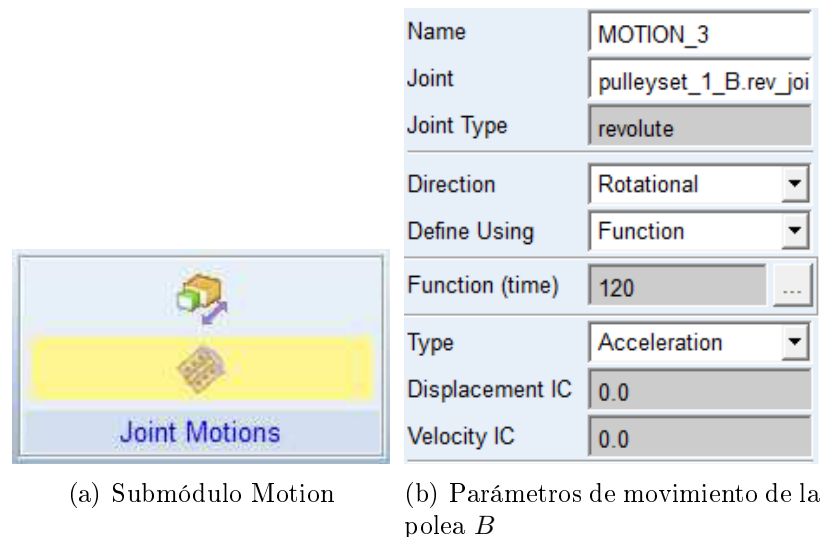 Name MOTION_3
Joint pulleyset_1_B.rev_joi
Joint Type revolute
Direction Rotational
Define Using Function
Function (time) 120 ...
Type Acceleration
Displacement IC 0.0
Velocity IC 0.0
Joint Motions
(a) Submódulo Motion
(b) Parámetros de movimiento de la
polea B